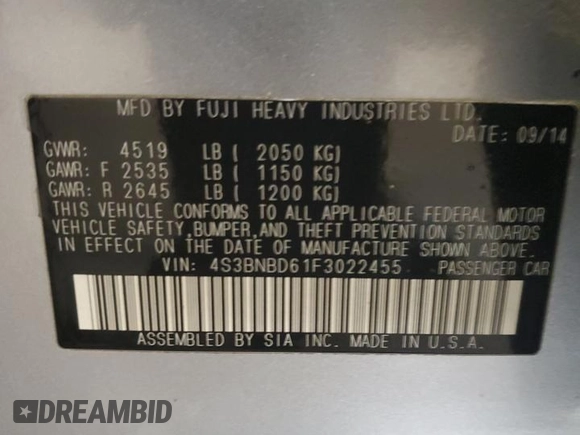 MFD BY FUJI HEAVY INDUSTRIES LTD.
DATE: 09/14
GVWR: 4519 LB ( 2050 KG)
GAWR: F 2535 LB ( 1150 KG)
GAWR: R 2645 LB ( 1200 KG)
THIS VEHICLE CONFORMS TO ALL APPLICABLE FEDERAL MOTOR
VEHICLE SAFETY, BUMPER, AND THEFT PREVENTION STANDARDS
IN EFFECT ON THE DATE OF MANUFACTURE SHOWN ABOVE.
VIN: 4S3BNBD61F3022455 PASSENGER CAR
ASSEMBLED BY SIA INC. MADE IN U.S.A.
DREAMBID